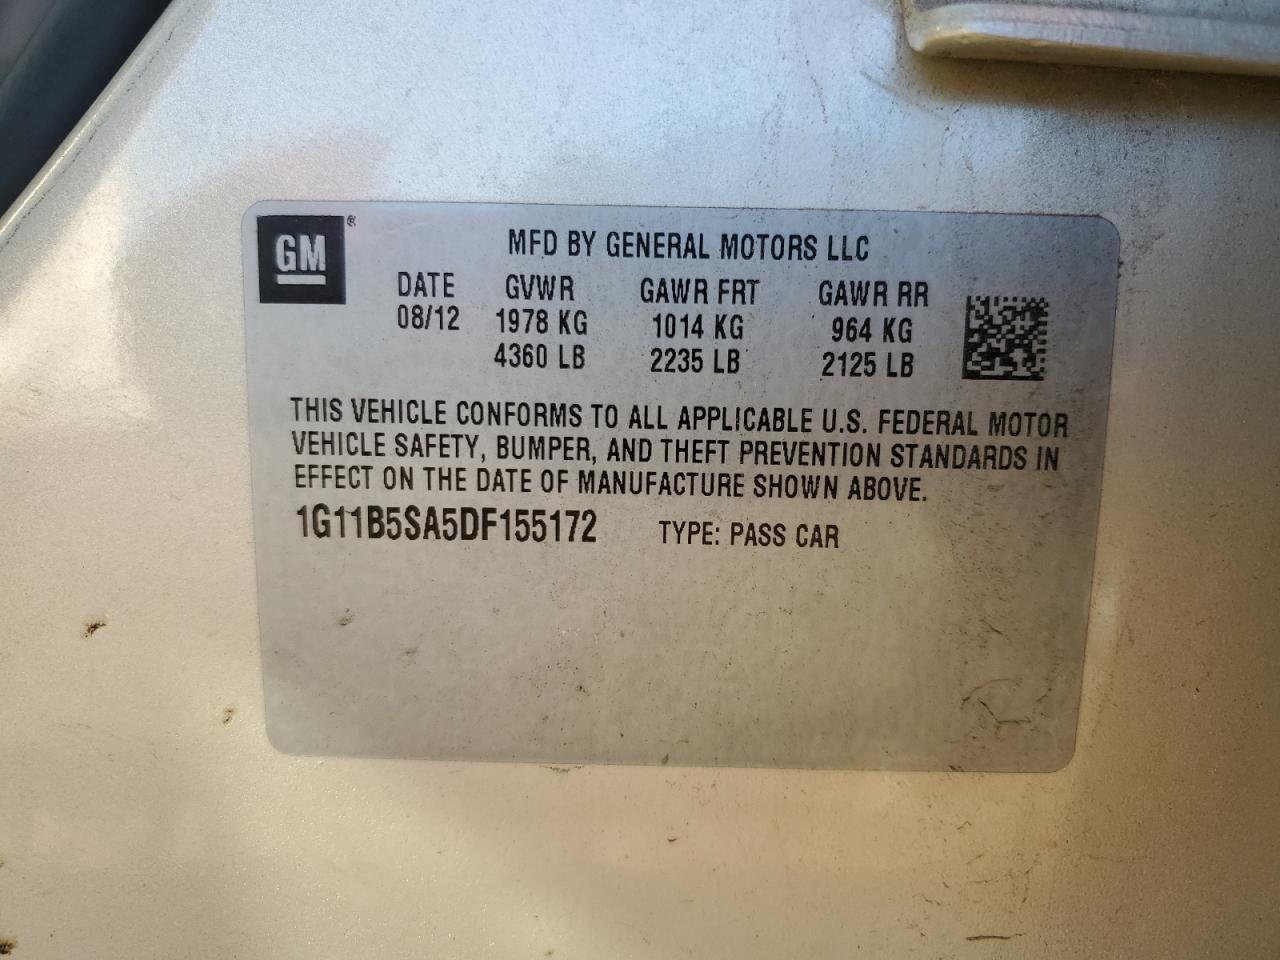 GM®
MFD BY GENERAL MOTORS LLC
DATE GVWR GAWR FRT GAWR RR
08/12 1978 KG 1014 KG 964 KG
4360 LB 2235 LB 2125 LB
THIS VEHICLE CONFORMS TO ALL APPLICABLE U.S. FEDERAL MOTOR
VEHICLE SAFETY, BUMPER, AND THEFT PREVENTION STANDARDS IN
EFFECT ON THE DATE OF MANUFACTURE SHOWN ABOVE.
1G11B5SA5DF155172 TYPE: PASS CAR